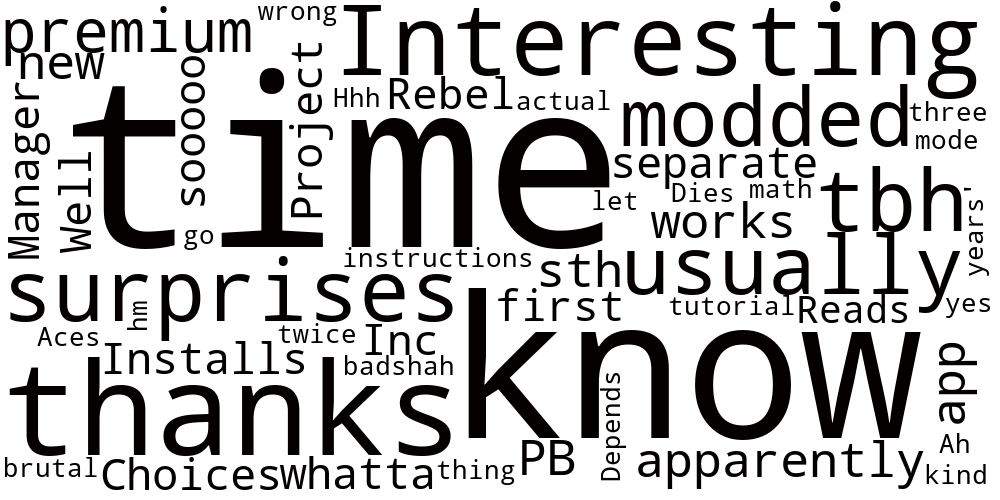 premium
wrong
Interesting
new
time
sooooo
Project
Hhh
Rebel
actual
modded
three
mode
Manager
Well
separate
let
Dies
math
tbh
go
works
years'
instructions
surprises
hm
sth
usually
first
tutorial
Reads
yes
Aces
twice
Inc
know
Installs
badshah
thanks
app
Depends
brutal
Choices
whatta
thing
PB
apparently
Ah
kind